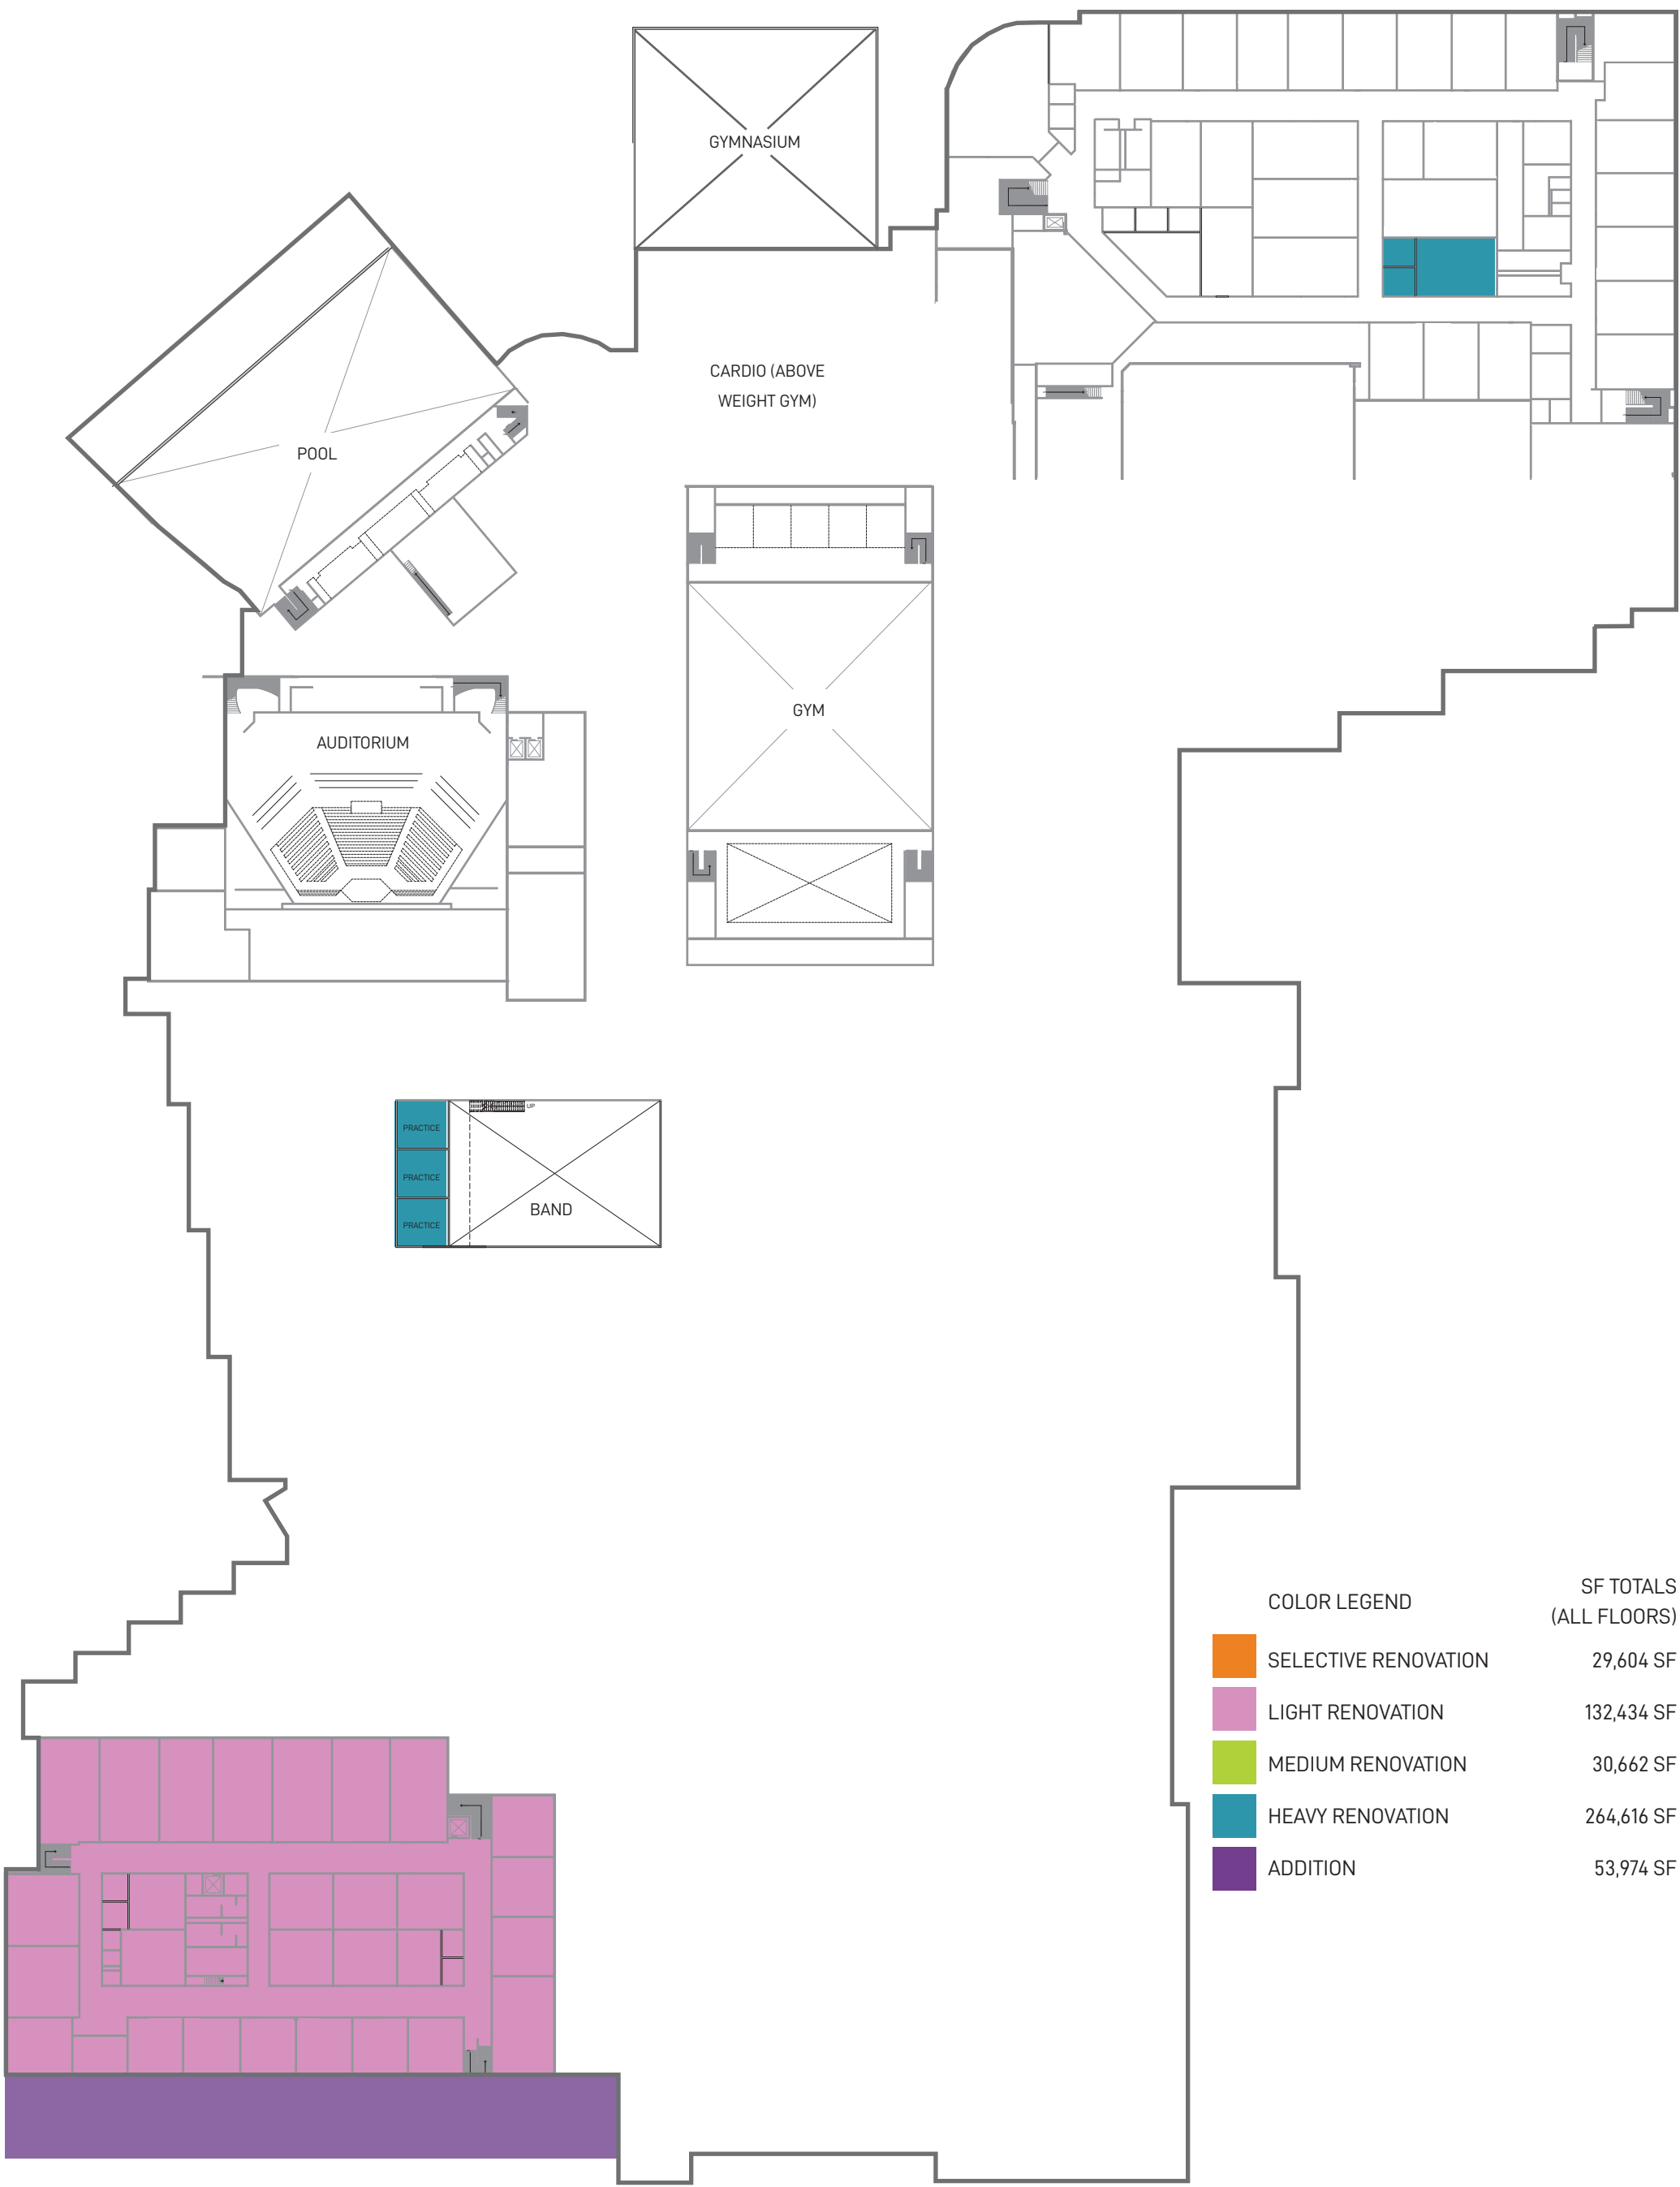 GYMNASIUM
CARDIO (ABOVE
WEIGHT GYM)
POOL
GYM
AUDITORIUM
UP
PRACTICE
PRACTICE
PRACTICE
BAND
COLOR LEGEND
SF TOTALS
(ALL FLOORS)
SELECTIVE RENOVATION 29,604 SF
LIGHT RENOVATION 132,434 SF
MEDIUM RENOVATION 30,662 SF
HEAVY RENOVATION 264,616 SF
ADDITION 53,974 SF